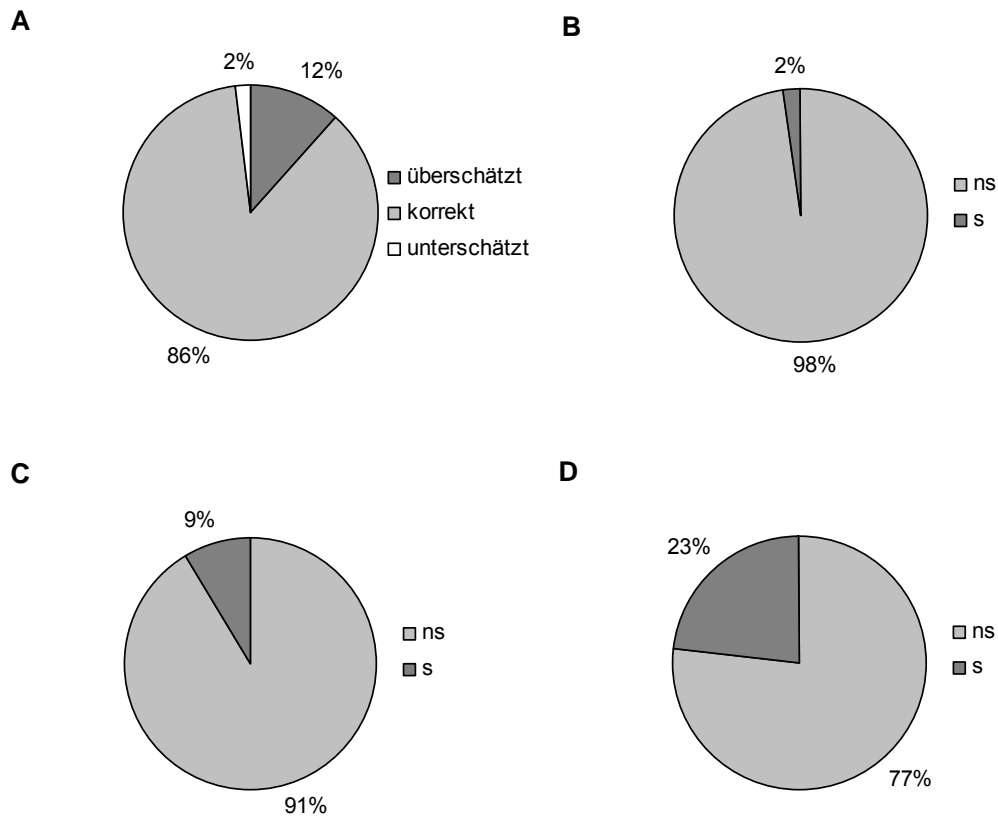 A
2%
12%
überschätzt
korrekt
unterschätzt
86%
B
2%
ns
s
98%
C
9%
ns
s
91%
D
23%
ns
s
77%